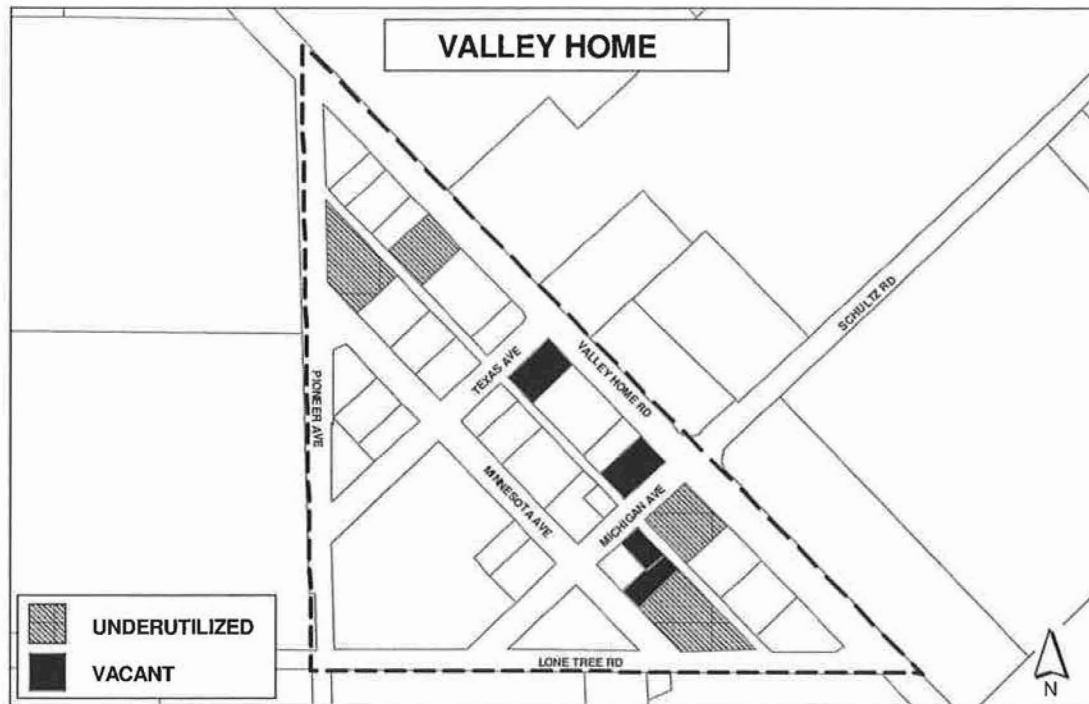 VALLEY HOME
SCHULTZ RD
VALLEY HOME RD
TEXAS AVE
PIONEER AVE
MINNESOTA AVE
MICHIGAN AVE
LONE TREE RD
UNDERUTILIZED
VACANT
N